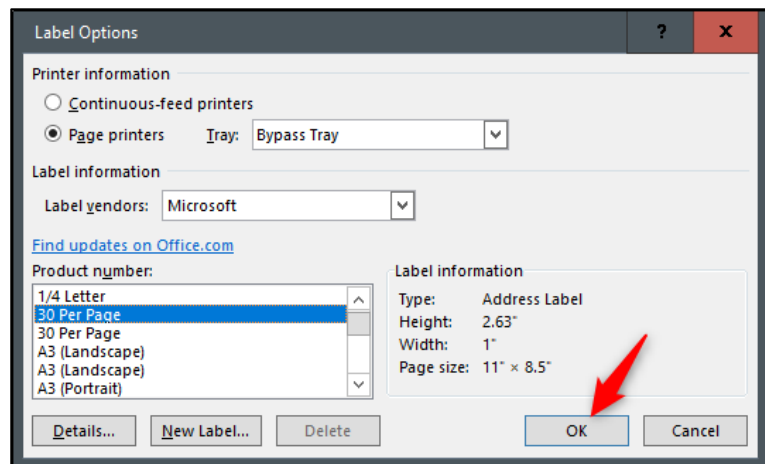 Label Options ? x
Printer information
Continuous-feed printers
Page printers Tray: Bypass Tray
Label information
Label vendors: Microsoft
Find updates on Office.com
Product number:
1/4 Letter
30 Per Page
30 Per Page
A3 (Landscape)
A3 (Landscape)
A3 (Portrait)
Label information
Type: Address Label
Height: 2.63"
Width: 1"
Page size: 11" × 8.5"
Details... New Label... Delete OK Cancel